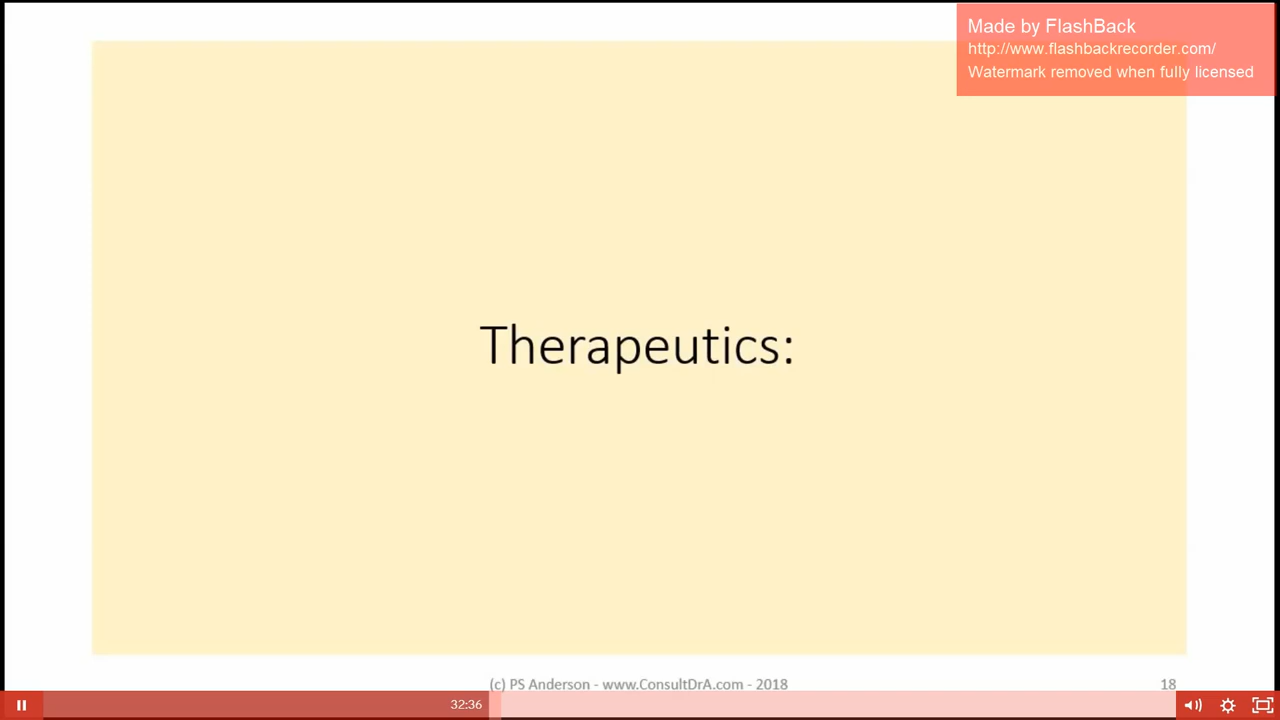 Made by FlashBack
http://www.flashbackrecorder.com/
Watermark removed when fully licensed
Therapeutics:
(c) PS Anderson - www.ConsultDrA.com - 2018
18
32:36